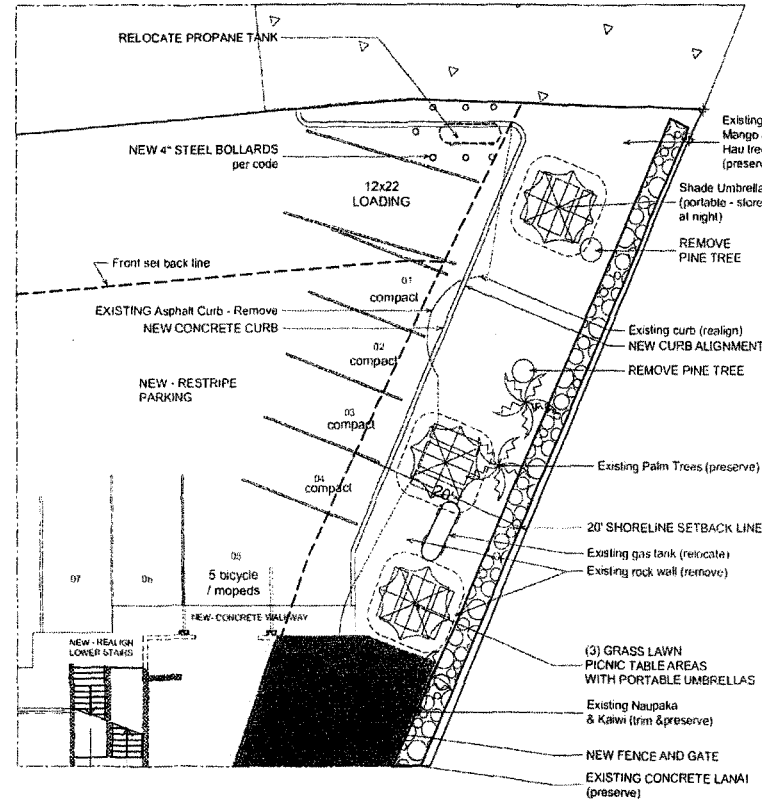 RELOCATE PROPANE TANK
NEW 4" STEEL BOLLARDS
per code
12x22
LOADING
Front set back line
EXISTING Asphalt Curb - Remove
NEW CONCRETE CURB
NEW - RESTRIPE
PARKING
01
compact
02
compact
03
compact
04
compact
20'
07
05
5 bicycle
/ mopeds
NEW - CONCRETE WALKWAY
NEW - REALIGN
LOWER STAIRS
Existing
Mango
Hau tree
(preserv
Shade Umbrella
(portable - store
at night)
REMOVE
PINE TREE
Existing curb (realign)
NEW CURB ALIGNMENT
REMOVE PINE TREE
Existing Palm Trees (preserve)
20' SHORELINE SETBACK LINE
Existing gas tank (relocate)
Existing rock wall (remove)
(3) GRASS LAWN
PICNIC TABLE AREAS
WITH PORTABLE UMBRELLAS
Existing Naupaka
& Kaiwi (trim &preserve)
NEW FENCE AND GATE
EXISTING CONCRETE LANAI
(preserve)